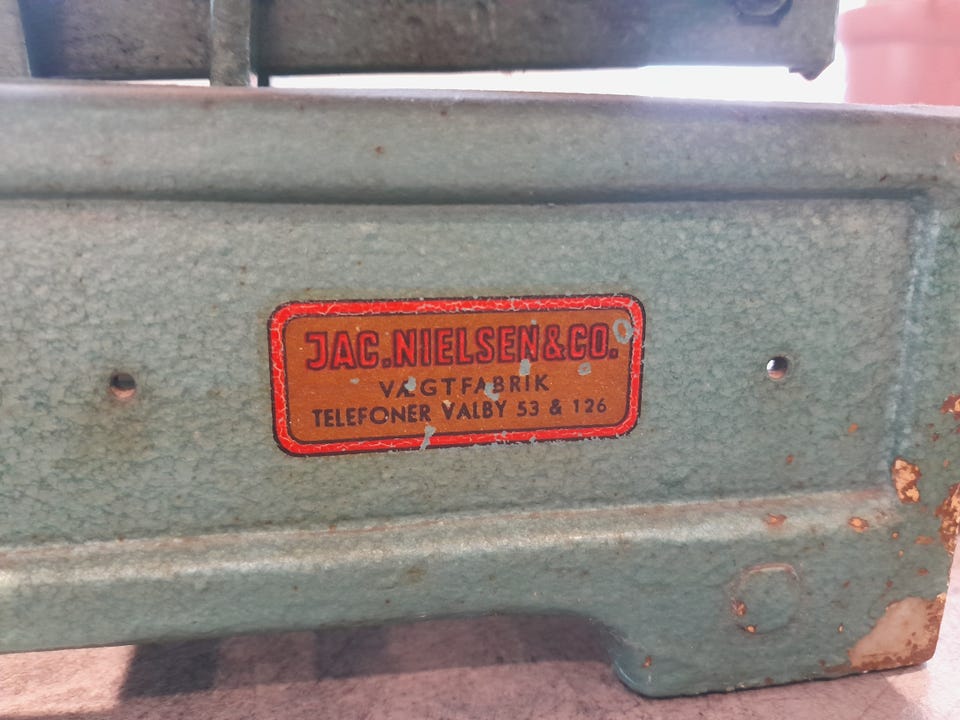 JAC.NIELSEN&CO.
VÆGTFABRIK
TELEFONER VALBY 53 & 126